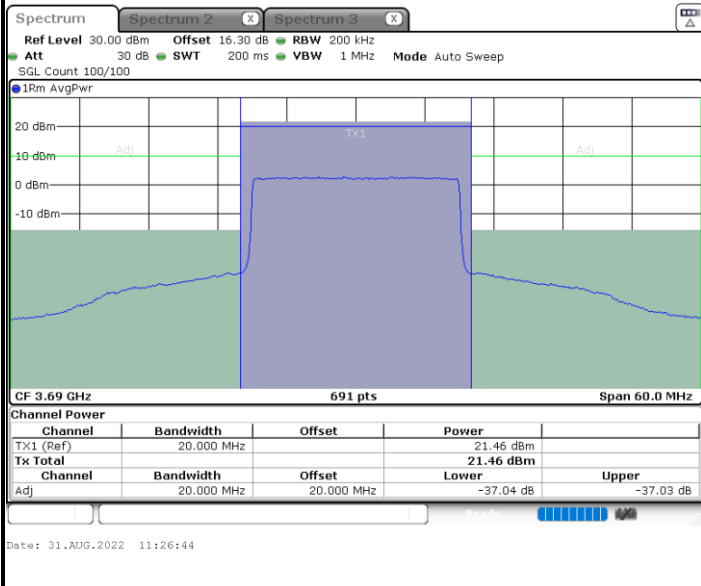 Spectrum Spectrum 2 X Spectrum 3 X
Ref Level 30.00 dBm Offset 16.30 dB RBW 200 kHz
Att 30 dB SWT 200 ms VBW 1 MHz Mode Auto Sweep
SGL Count 100/100
1Rm AvgPwr
20 dBm
TX1
Adj Adj
10 dBm
0 dBm
-10 dBm
CF 3.69 GHz 691 pts Span 60.0 MHz
Channel Power
Channel Bandwidth Offset Power
TX1 (Ref) 20.000 MHz 21.46 dBm
Tx Total 21.46 dBm
Channel Bandwidth Offset Lower Upper
Adj 20.000 MHz 20.000 MHz -37.04 dB -37.03 dB
Ready
Date: 31.AUG.2022 11:26:44